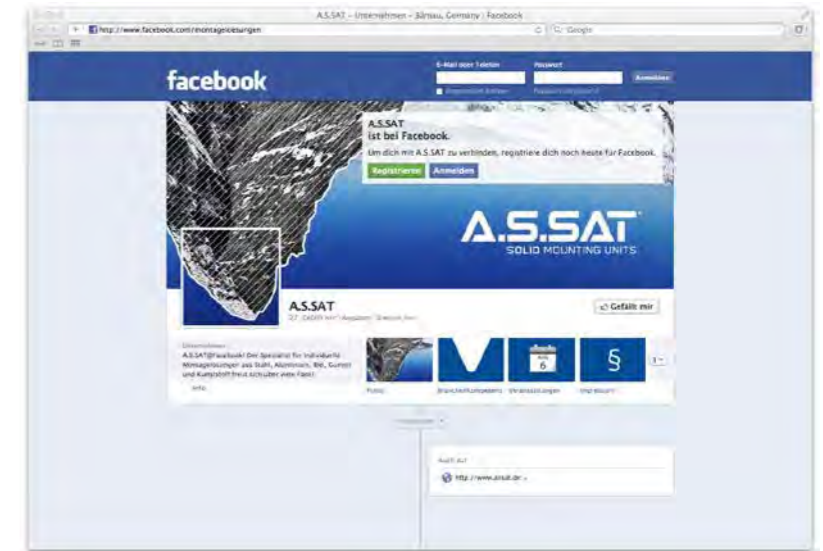 A.S.SAT – Unternehmen – Bärnau, Germany | Facebook
http://www.facebook.com/montageloesungen
Google
facebook
E-Mail oder Telefon
Passwort
Anmelden
A.S.SAT
ist bei Facebook.
Um dich mit A.S.SAT zu verbinden, registriere dich noch heute für Facebook.
Registrieren
Anmelden
A.S.SAT
SOLID MOUNTING UNITS
A.S.SAT
Gefällt mir
Unternehmen
A.S.SAT@Facebook! Der Spezialist für individuelle
Montagelösungen aus Stahl, Aluminium, Blei, Gummi
und Kunststoff freut sich über viele Fans!
Info
6
§
Fotos
Branchenkompetenz
Veranstaltungen
Impressum
Auch auf
http://www.assat.de